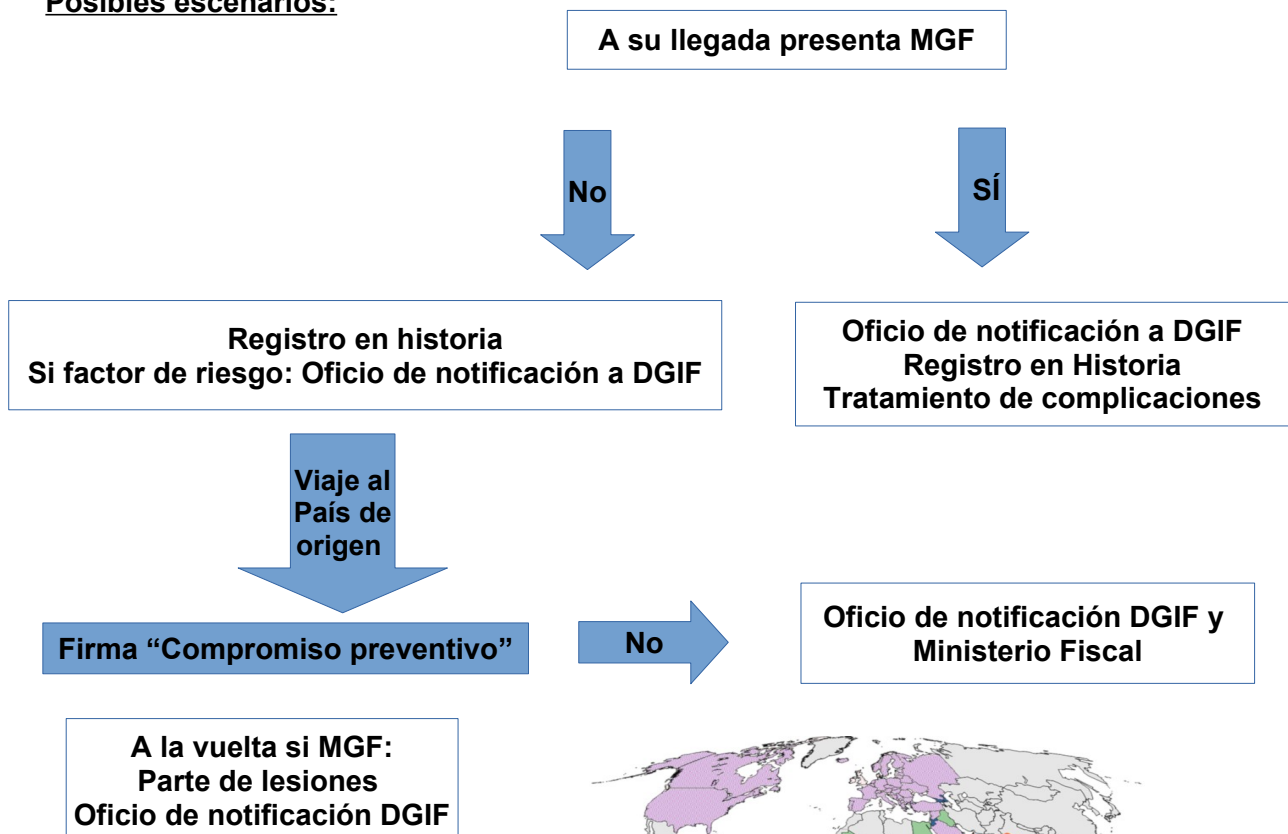 Posibles escenarios:
A su llegada presenta MGF
No
SÍ
Registro en historia
Si factor de riesgo: Oficio de notificación a DGIF
Oficio de notificación a DGIF
Registro en Historia
Tratamiento de complicaciones
Viaje al
País de
origen
Firma “Compromiso preventivo”
No
Oficio de notificación DGIF y
Ministerio Fiscal
A la vuelta si MGF:
Parte de lesiones
Oficio de notificación DGIF